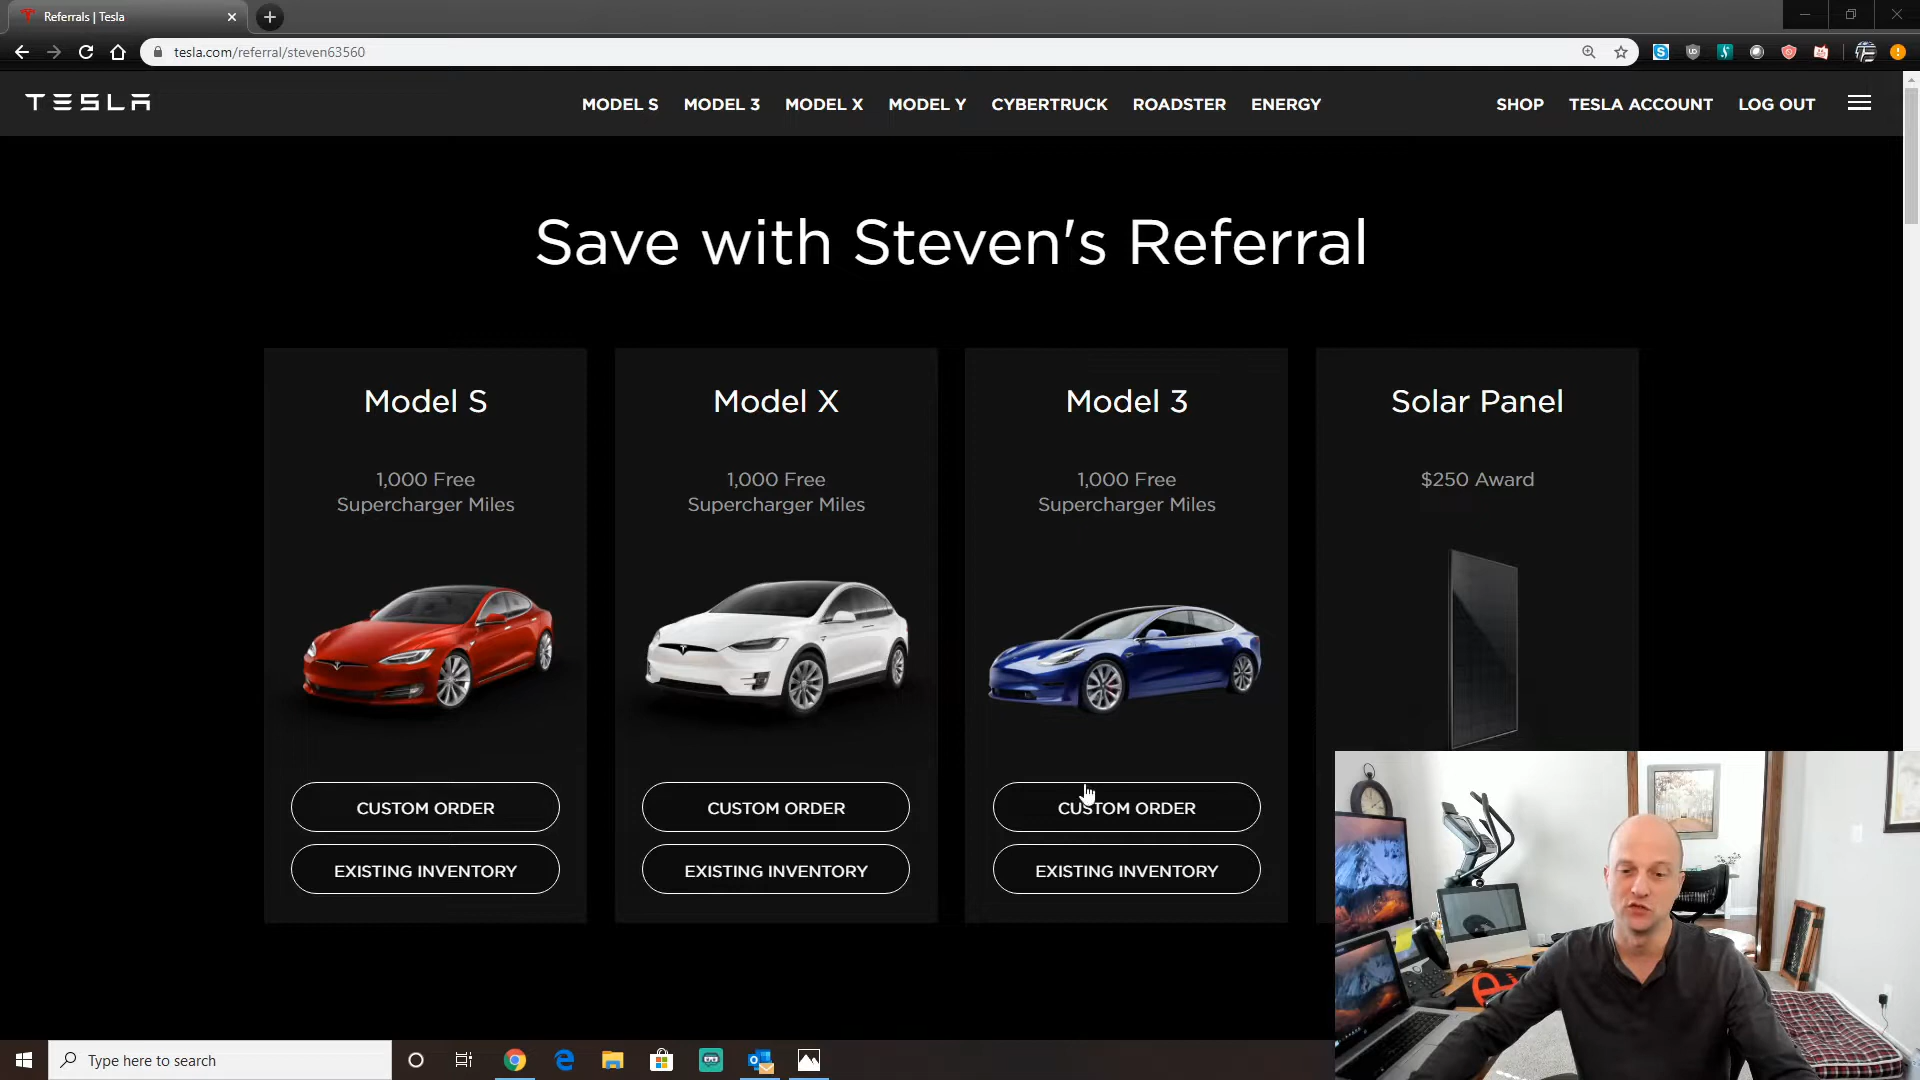 Referrals | Tesla
tesla.com/referral/steven63560
TESLA
MODEL S MODEL 3 MODEL X MODEL Y CYBERTRUCK ROADSTER ENERGY
SHOP TESLA ACCOUNT LOG OUT
Save with Steven's Referral
Model S
1,000 Free
Supercharger Miles
CUSTOM ORDER
EXISTING INVENTORY
Model X
1,000 Free
Supercharger Miles
CUSTOM ORDER
EXISTING INVENTORY
Model 3
1,000 Free
Supercharger Miles
CUSTOM ORDER
EXISTING INVENTORY
Solar Panel
$250 Award
Type here to search